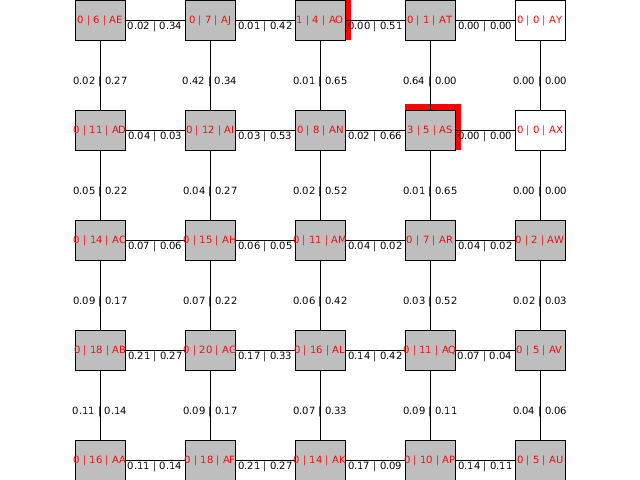 0 | 6 | AE 0.02 | 0.34 0 | 7 | AJ 0.01 | 0.42 1 | 4 | AO 0.00 | 0.51 0 | 1 | AT 0.00 | 0.00 0 | 0 | AY
0.02 | 0.27 0.42 | 0.34 0.01 | 0.65 0.64 | 0.00 0.00 | 0.00
0 | 11 | AD 0.04 | 0.03 0 | 12 | AI 0.03 | 0.53 0 | 8 | AN 0.02 | 0.66 3 | 5 | AS 0.00 | 0.00 0 | 0 | AX
0.05 | 0.22 0.04 | 0.27 0.02 | 0.52 0.01 | 0.65 0.00 | 0.00
0 | 14 | AC 0.07 | 0.06 0 | 15 | AH 0.06 | 0.05 0 | 11 | AM 0.04 | 0.02 0 | 7 | AR 0.04 | 0.02 0 | 2 | AW
0.09 | 0.17 0.07 | 0.22 0.06 | 0.42 0.03 | 0.52 0.02 | 0.03
0 | 18 | AB 0.21 | 0.27 0 | 20 | AG 0.17 | 0.33 0 | 16 | AL 0.14 | 0.42 0 | 11 | AQ 0.07 | 0.04 0 | 5 | AV
0.11 | 0.14 0.09 | 0.17 0.07 | 0.33 0.09 | 0.11 0.04 | 0.06
0 | 16 | AA 0.11 | 0.14 0 | 18 | AF 0.21 | 0.27 0 | 14 | AK 0.17 | 0.09 0 | 10 | AP 0.14 | 0.11 0 | 5 | AU